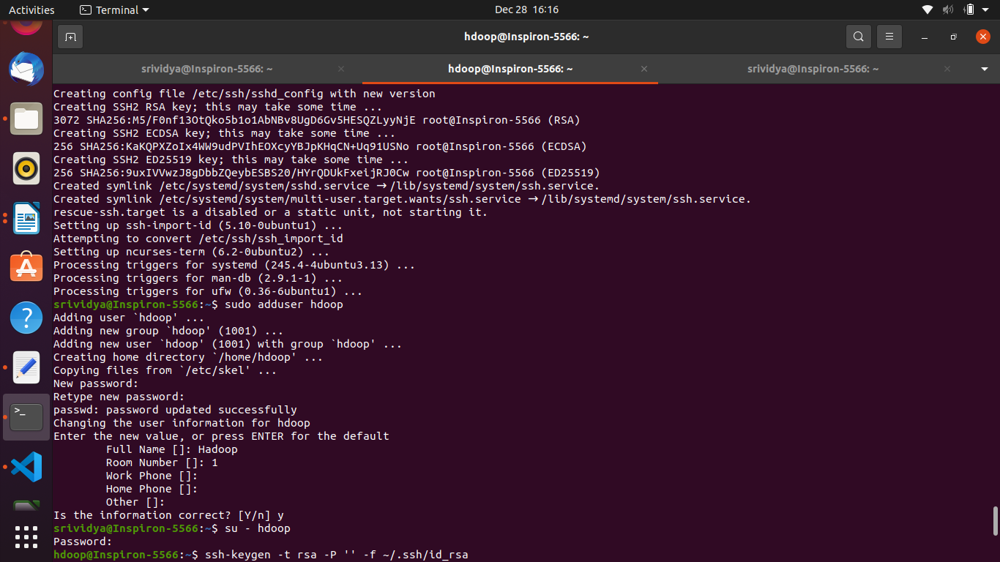 Activities
Terminal
Dec 28 16:16
hdoop@Inspiron-5566: ~
srividya@Inspiron-5566: ~
hdoop@Inspiron-5566: ~
srividya@Inspiron-5566: ~
Creating config file /etc/ssh/sshd_config with new version
Creating SSH2 RSA key; this may take some time ...
3072 SHA256:M5/F0nf13OtQko5b1o1AbNBv8UgD6Gv5HESQZLyyNjE root@Inspiron-5566 (RSA)
Creating SSH2 ECDSA key; this may take some time ...
256 SHA256:KaKQPXZoIx4WW9udPVIhEOXcyYBJpKHqCN+Uq91USNo root@Inspiron-5566 (ECDSA)
Creating SSH2 ED25519 key; this may take some time ...
256 SHA256:9uxIVVwzJ8gDbbZQeybESBS20/HYrQDUkFxeijRJ0Cw root@Inspiron-5566 (ED25519)
Created symlink /etc/systemd/system/sshd.service → /lib/systemd/system/ssh.service.
Created symlink /etc/systemd/system/multi-user.target.wants/ssh.service → /lib/systemd/system/ssh.service.
rescue-ssh.target is a disabled or a static unit, not starting it.
Setting up ssh-import-id (5.10-0ubuntu1) ...
Attempting to convert /etc/ssh/ssh_import_id
Setting up ncurses-term (6.2-0ubuntu2) ...
Processing triggers for systemd (245.4-4ubuntu3.13) ...
Processing triggers for man-db (2.9.1-1) ...
Processing triggers for ufw (0.36-6ubuntu1) ...
srividya@Inspiron-5566:~$ sudo adduser hdoop
Adding user `hdoop' ...
Adding new group `hdoop' (1001) ...
Adding new user `hdoop' (1001) with group `hdoop' ...
Creating home directory `/home/hdoop' ...
Copying files from `/etc/skel' ...
New password:
Retype new password:
passwd: password updated successfully
Changing the user information for hdoop
Enter the new value, or press ENTER for the default
Full Name []: Hadoop
Room Number []: 1
Work Phone []:
Home Phone []:
Other []:
Is the information correct? [Y/n] y
srividya@Inspiron-5566:~$ su - hdoop
Password:
hdoop@Inspiron-5566:~$ ssh-keygen -t rsa -P '' -f ~/.ssh/id_rsa